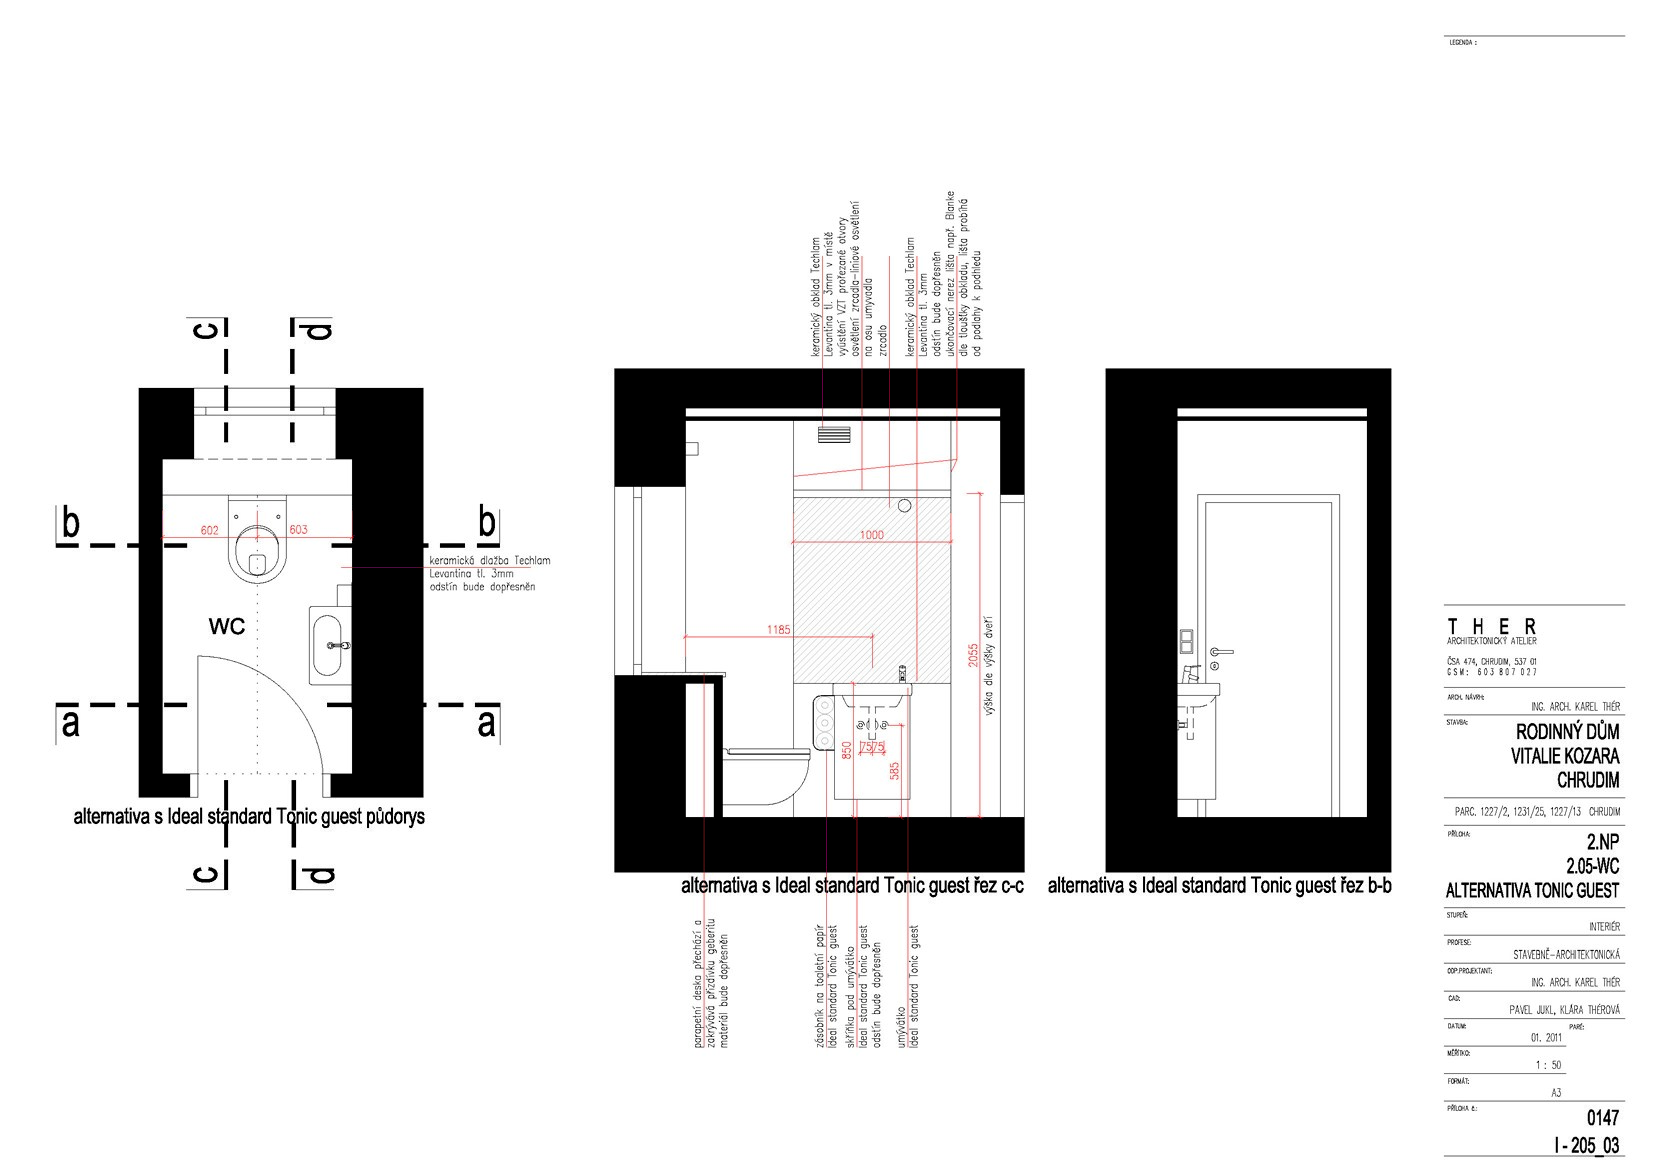 LEGENDA :
c
d
b
b
602
603
keramická dlažba Techlam
Levantina tl. 3mm
odstín bude dopřesněn
WC
a
a
alternativa s Ideal standard Tonic guest půdorys
c
d
keramický obklad Techlam
Levantina tl. 3mm v místě
vyústění VZT prořezané otvory
osvětlení zrcadla-liniové osvětlení
na osu umyvadla
zrcadlo
keramický obklad Techlam
Levantina tl. 3mm
odstín bude dopřesněn
ukončovací nerez lišta např. Blanke
dle tloušťky obkladu, lišta probíhá
od podlahy k podhledu
1000
1185
2055
výška dle výšky dveří
850
7575
585
alternativa s Ideal standard Tonic guest řez c-c
parapetní deska přechází a
zakrývává přizdívku geberitu
materiál bude dopřesněn
zásobník na toaletní papír
Ideal standard Tonic guest
skříňka pod umývátko
Ideal standard Tonic guest
odstín bude dopřesněn
umývátko
Ideal standard Tonic guest
alternativa s Ideal standard Tonic guest řez b-b
THER
ARCHITEKTONICKÝ ATELIER
ČSA 474, CHRUDIM, 537 01
GSM: 603 807 027
ARCH. NÁVRH:
ING. ARCH. KAREL THÉR
STAVBA:
RODINNÝ DŮM
VITALIE KOZARA
CHRUDIM
PARC. 1227/2, 1231/25, 1227/13 CHRUDIM
PŘÍLOHA:
2.NP
2.05-WC
ALTERNATIVA TONIC GUEST
STUPEŇ:
INTERIÉR
PROFESE:
STAVEBNĚ-ARCHITEKTONICKÁ
ODP.PROJEKTANT:
ING. ARCH. KAREL THÉR
CAD:
PAVEL JUKL, KLÁRA THÉROVÁ
DATUM: PARÉ:
01. 2011
MĚŘÍTKO:
1 : 50
FORMÁT:
A3
PŘÍLOHA č.:
0147
I - 205_03